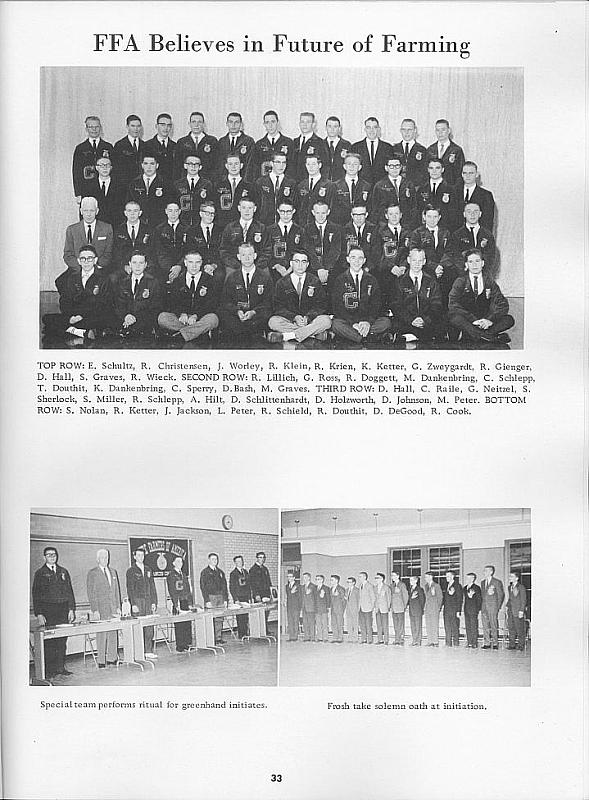 FFA Believes in Future of Farming
TOP ROW: E. Schultz, R. Christensen, J. Worley, R. Klein, R. Krien, K. Ketter, G. Zweygardt, R. Gienger,
D. Hall, S. Graves, R. Wieck. SECOND ROW: R. Lillich, G. Ross, R. Doggett, M. Dankenbring, C. Schlepp,
T. Douthit, K. Dankenbring, C. Sperry, D. Bash, M. Graves. THIRD ROW: D. Hall, C. Raile, G. Neitzel, S.
Sherlock, S. Miller, R. Schlepp, A. Hilt, D. Schlittenhardt, D. Holzworth, D. Johnson, M. Peter. BOTTOM
ROW: S. Nolan, R. Ketter, J. Jackson, L. Peter, R. Schield, R. Douthit, D. DeGood, R. Cook.
Special team performs ritual for greenhand initiates.
Frosh take solemn oath at initiation.
33